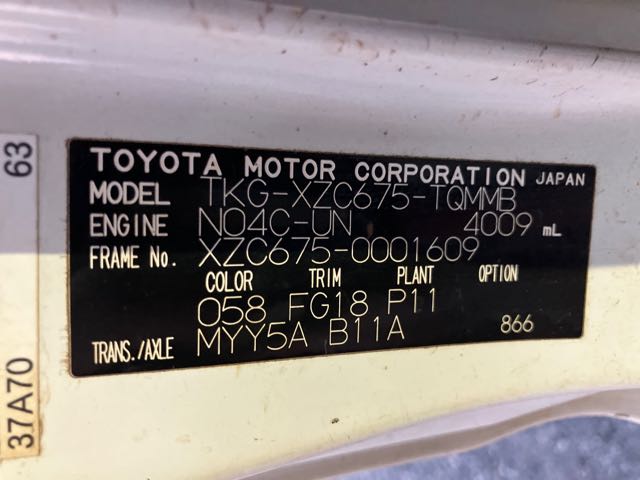 TOYOTA MOTOR CORPORATION JAPAN
MODEL TKG-XZC675-TQMMB
ENGINE N04C-UN 4009 mL
FRAME No. XZC675-0001609
COLOR TRIM PLANT OPTION
058 FG18 P11
TRANS./AXLE MYY5A B11A 866
63
37A70